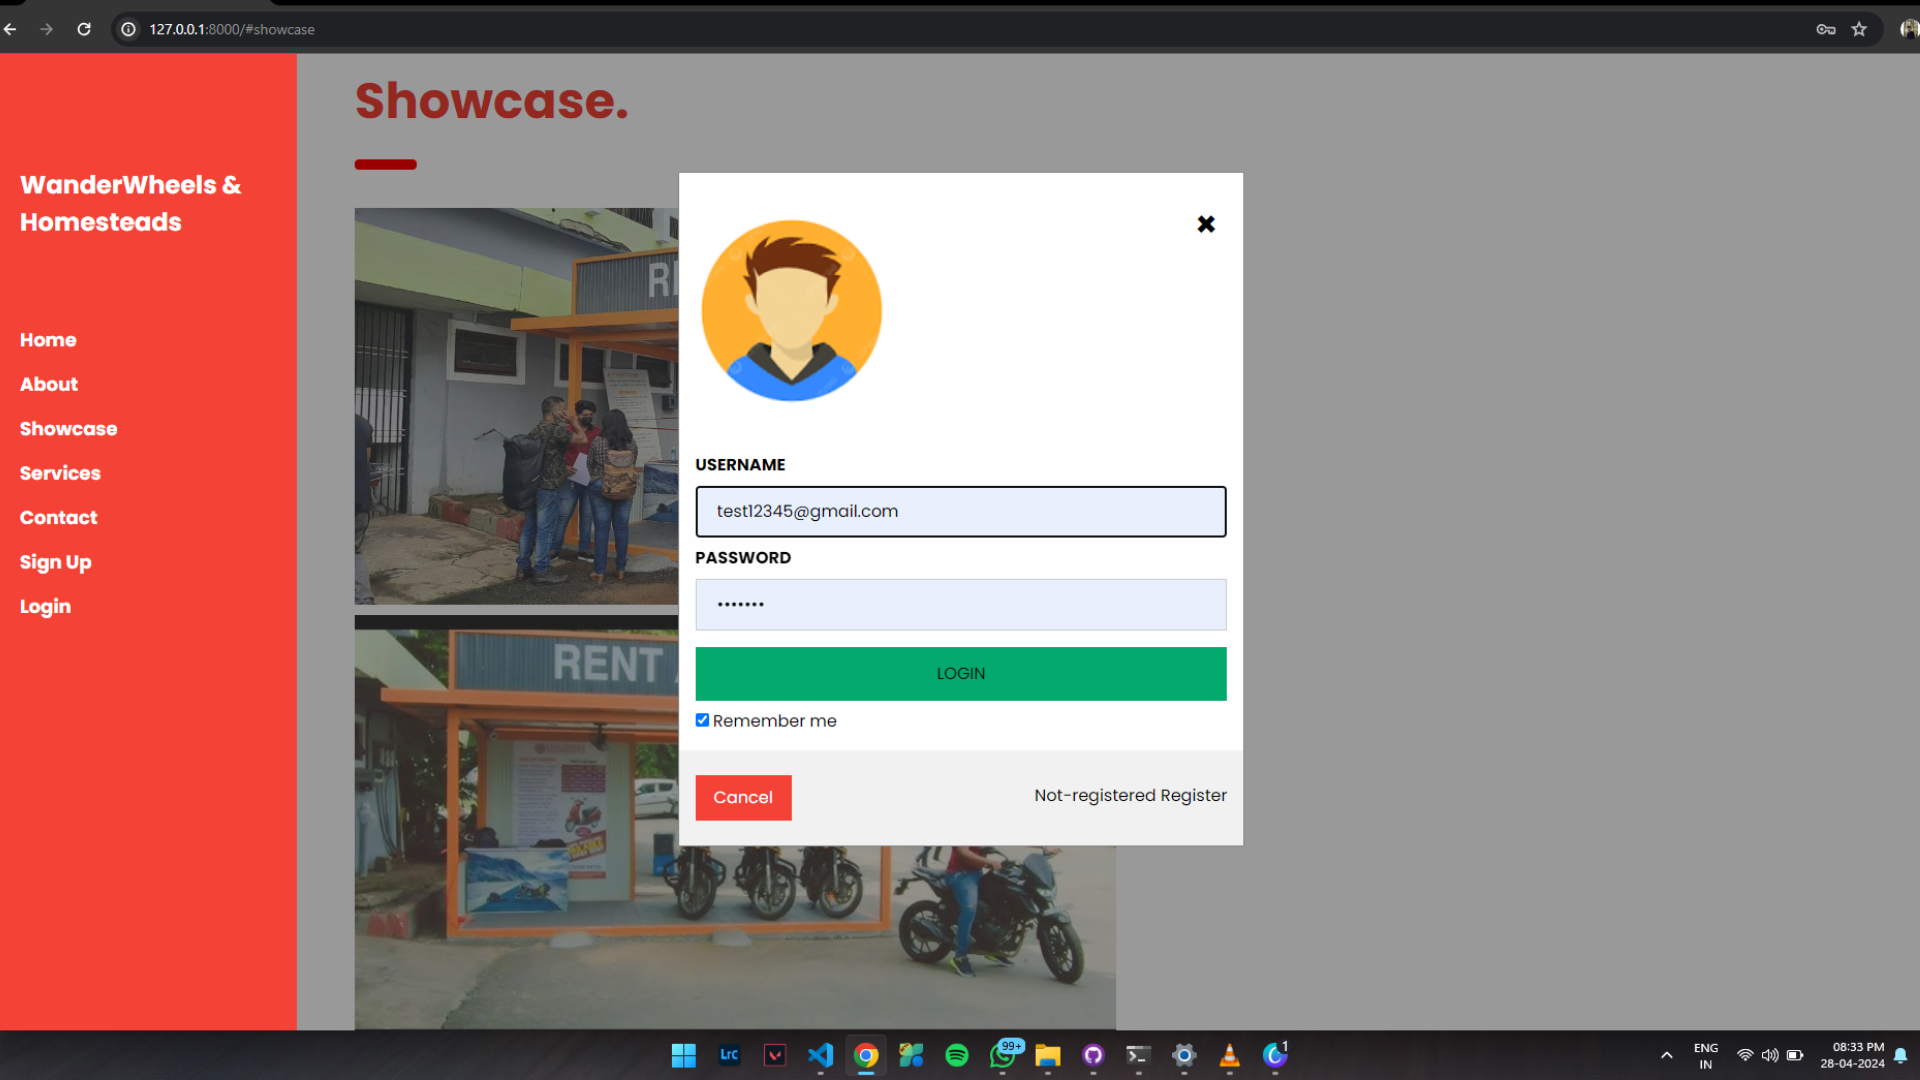 127.0.0.1:8000/#showcase
WanderWheels &
Homesteads
Home
About
Showcase
Services
Contact
Sign Up
Login
Showcase.
USERNAME
test12345@gmail.com
PASSWORD
•••••••
LOGIN
Remember me
Cancel
Not-registered Register
RENT
Lrc
99+
1
ENG
IN
08:33 PM
28-04-2024